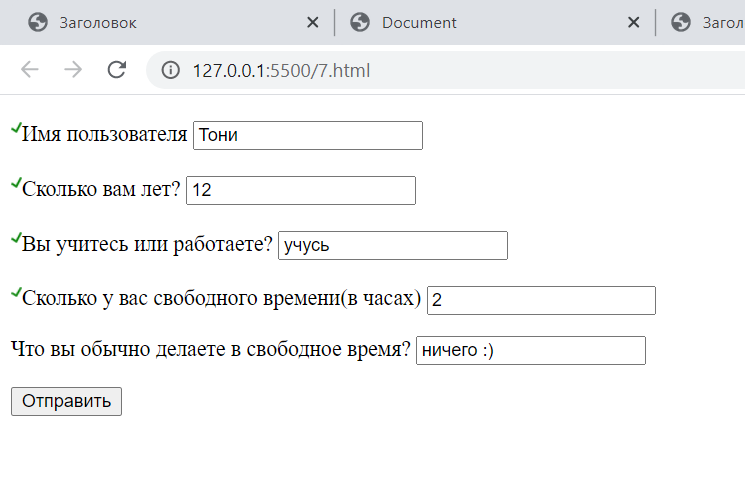 Заголовок Document Загол
127.0.0.1:5500/7.html
Имя пользователя Тони
Сколько вам лет? 12
Вы учитесь или работаете? учусь
Сколько у вас свободного времени(в часах) 2
Что вы обычно делаете в свободное время? ничего :)
Отправить